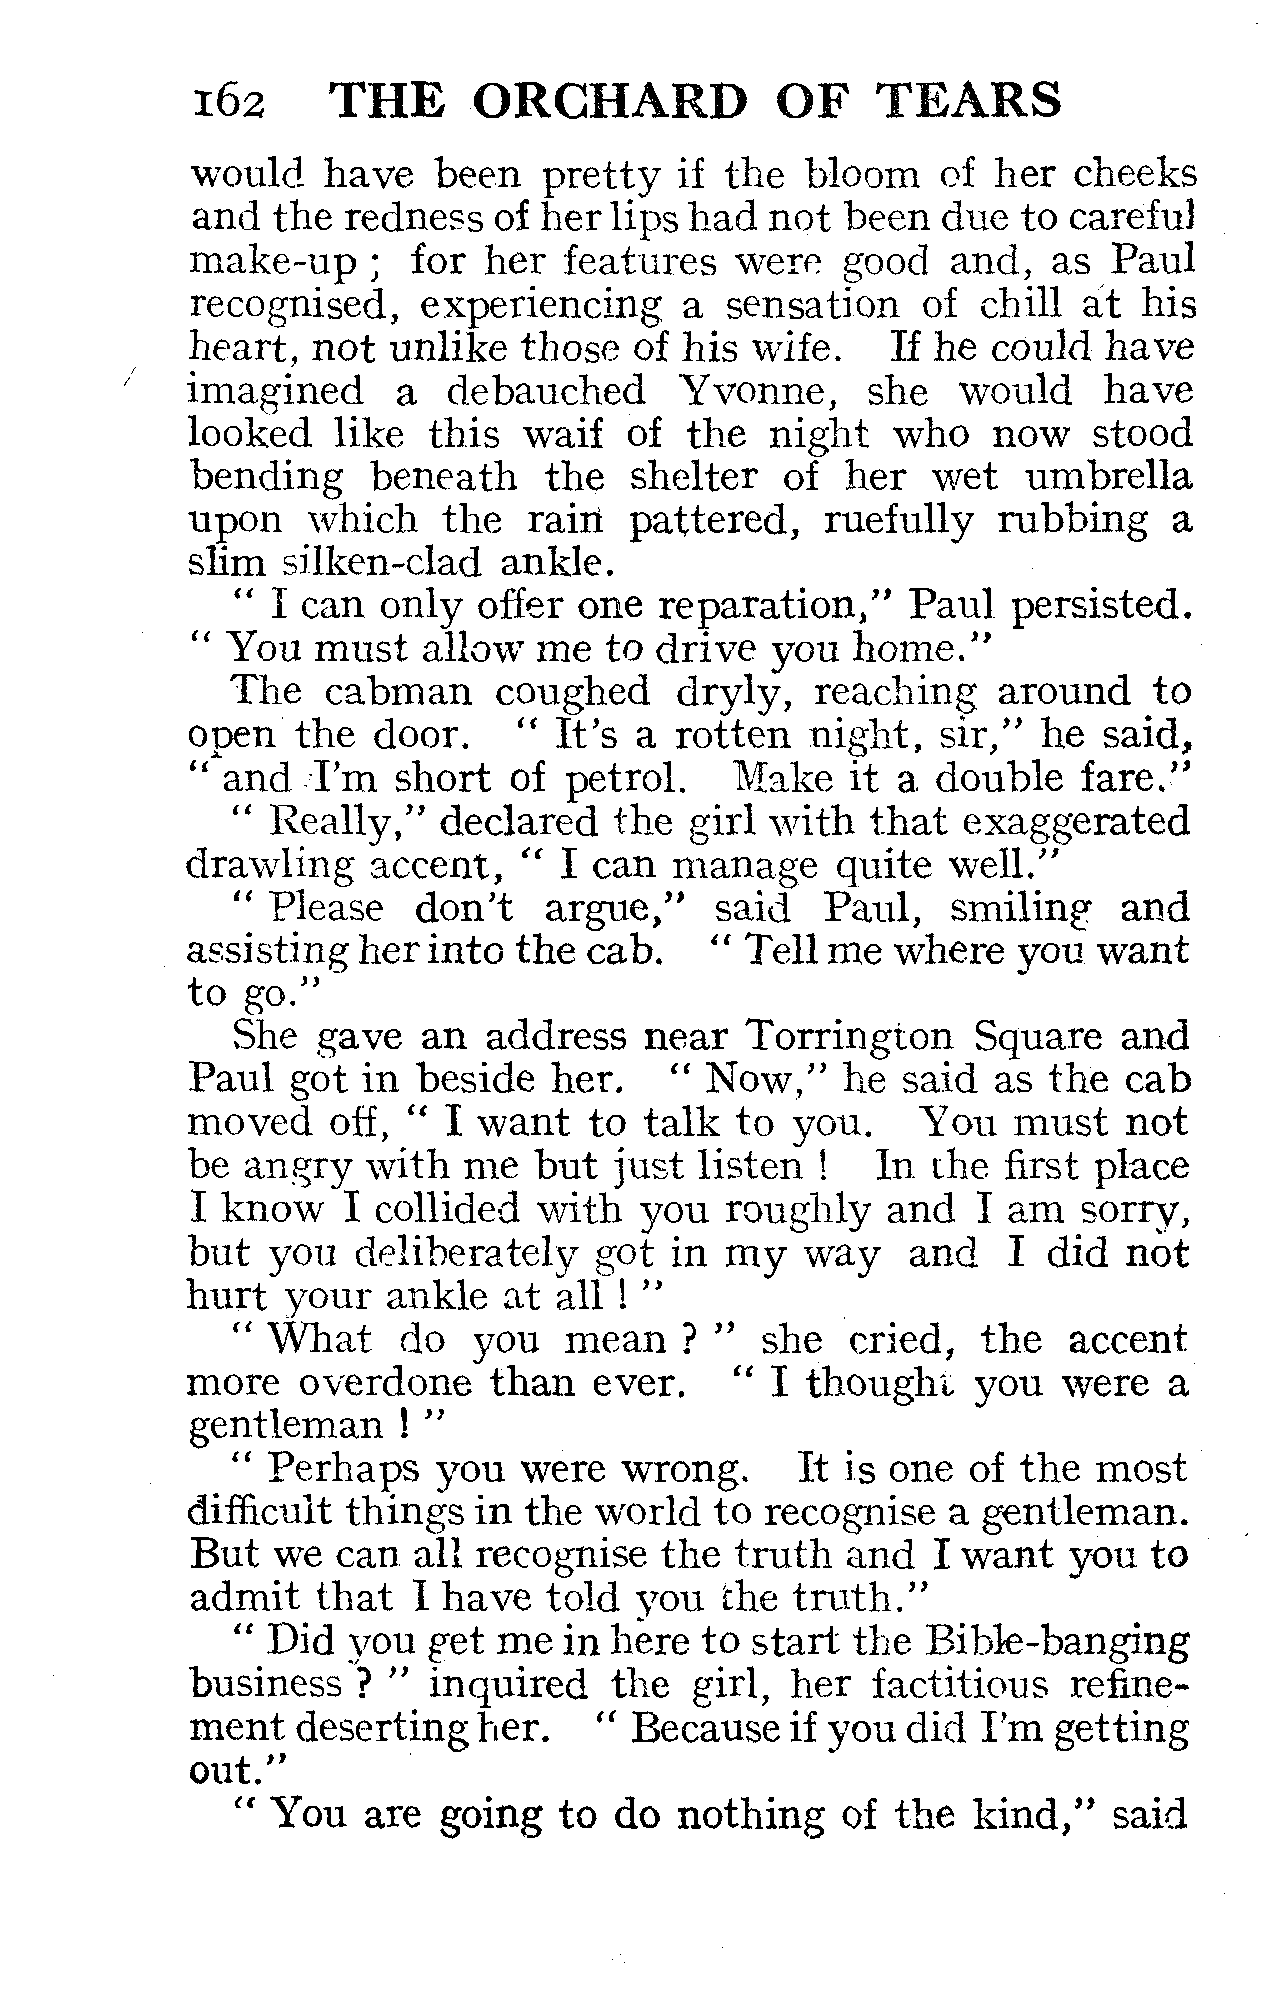 162 THE ORCHARD OF TEARS
would have been pretty if the bloom of her cheeks
and the redness of her lips had not been due to careful
make-up ; for her features were good and, as Paul
recognised, experiencing a sensation of chill at his
heart, not unlike those of his wife. If he could have
imagined a debauched Yvonne, she would have
looked like this waif of the night who now stood
bending beneath the shelter of her wet umbrella
upon which the rain pattered, ruefully rubbing a
slim silken-clad ankle.
" I can only offer one reparation," Paul persisted.
" You must allow me to drive you home."
The cabman coughed dryly, reaching around to
open the door. " It's a rotten night, sir," he said,
" and I'm short of petrol. Make it a double fare."
" Really," declared the girl with that exaggerated
drawling accent, " I can manage quite well."
" Please don't argue," said Paul, smiling and
assisting her into the cab. " Tell me where you want
to go."
She gave an address near Torrington Square and
Paul got in beside her. " Now," he said as the cab
moved off, " I want to talk to you. You must not
be angry with me but just listen ! In the first place
I know I collided with you roughly and I am sorry,
but you deliberately got in my way and I did not
hurt your ankle at all ! "
" What do you mean ? " she cried, the accent
more overdone than ever. " I thought you were a
gentleman ! "
" Perhaps you were wrong. It is one of the most
difficult things in the world to recognise a gentleman.
But we can all recognise the truth and I want you to
admit that I have told you the truth."
" Did you get me in here to start the Bible-banging
business ? " inquired the girl, her factitious refine-
ment deserting her. " Because if you did I'm getting
out."
" You are going to do nothing of the kind," said